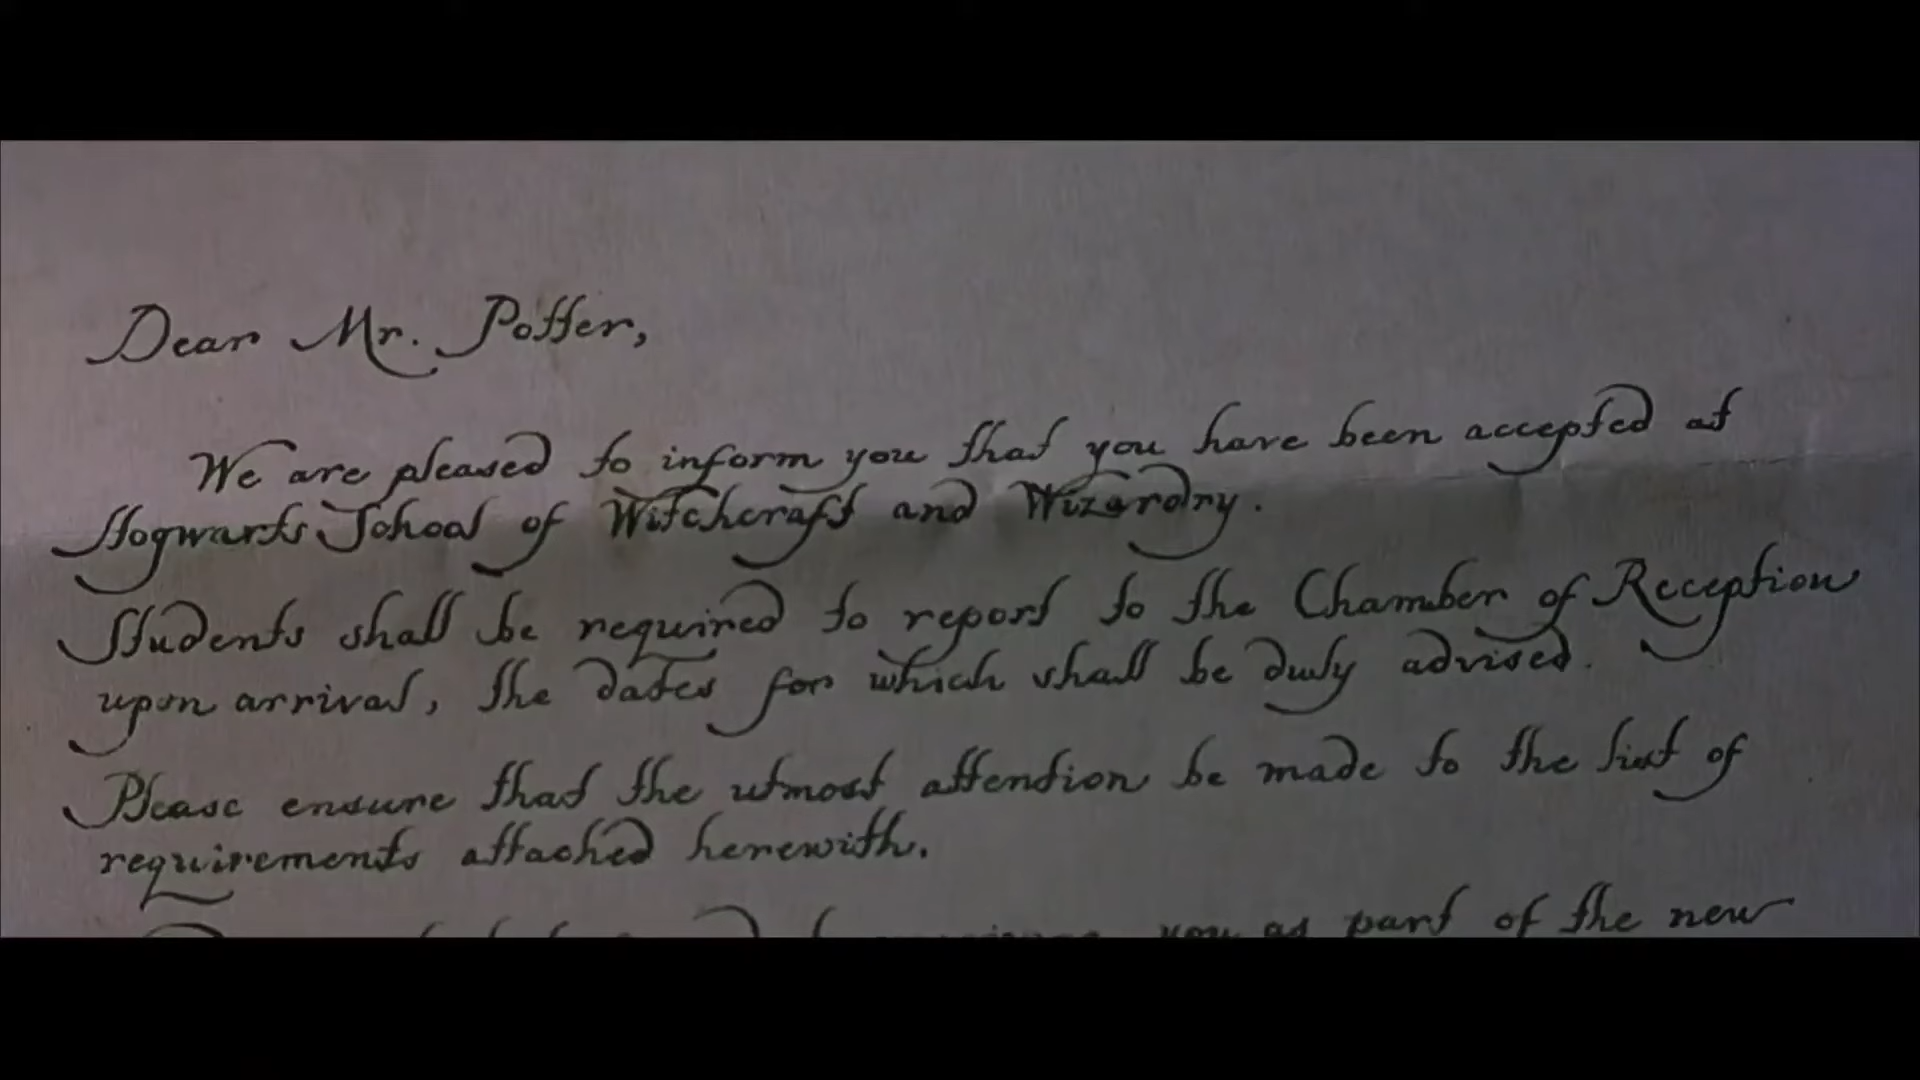 Dear Mr. Potter,
We are pleased to inform you that you have been accepted at
Hogwarts School of Witchcraft and Wizardry.
Students shall be required to report to the Chamber of Reception
upon arrival, the dates for which shall be duly advised.
Please ensure that the utmost attention be made to the list of
requirements attached herewith.
you as part of the new